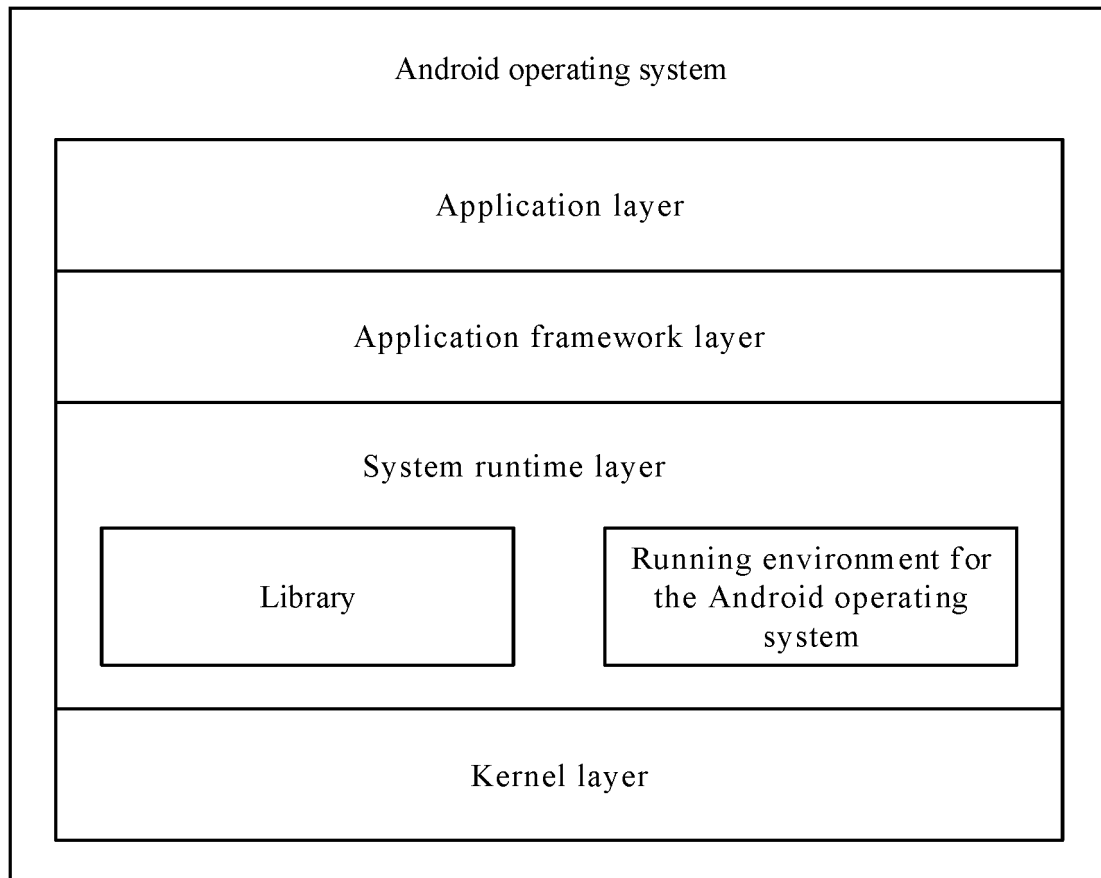 Android operating system
Application layer
Application framework layer
System runtime layer
Library
Running environment for
the Android operating
system
Kernel layer